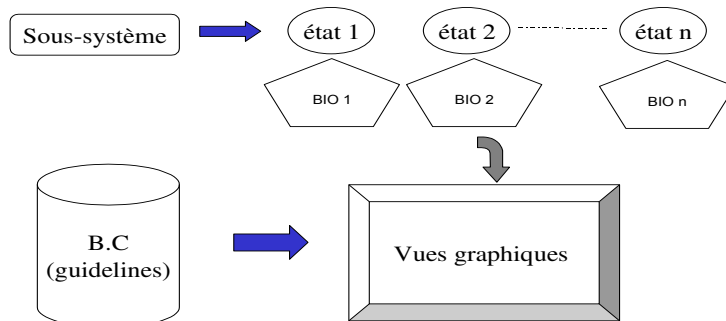 Sous-système
état 1
état 2
état n
BIO 1
BIO 2
BIO n
B.C
(guidelines)
Vues graphiques